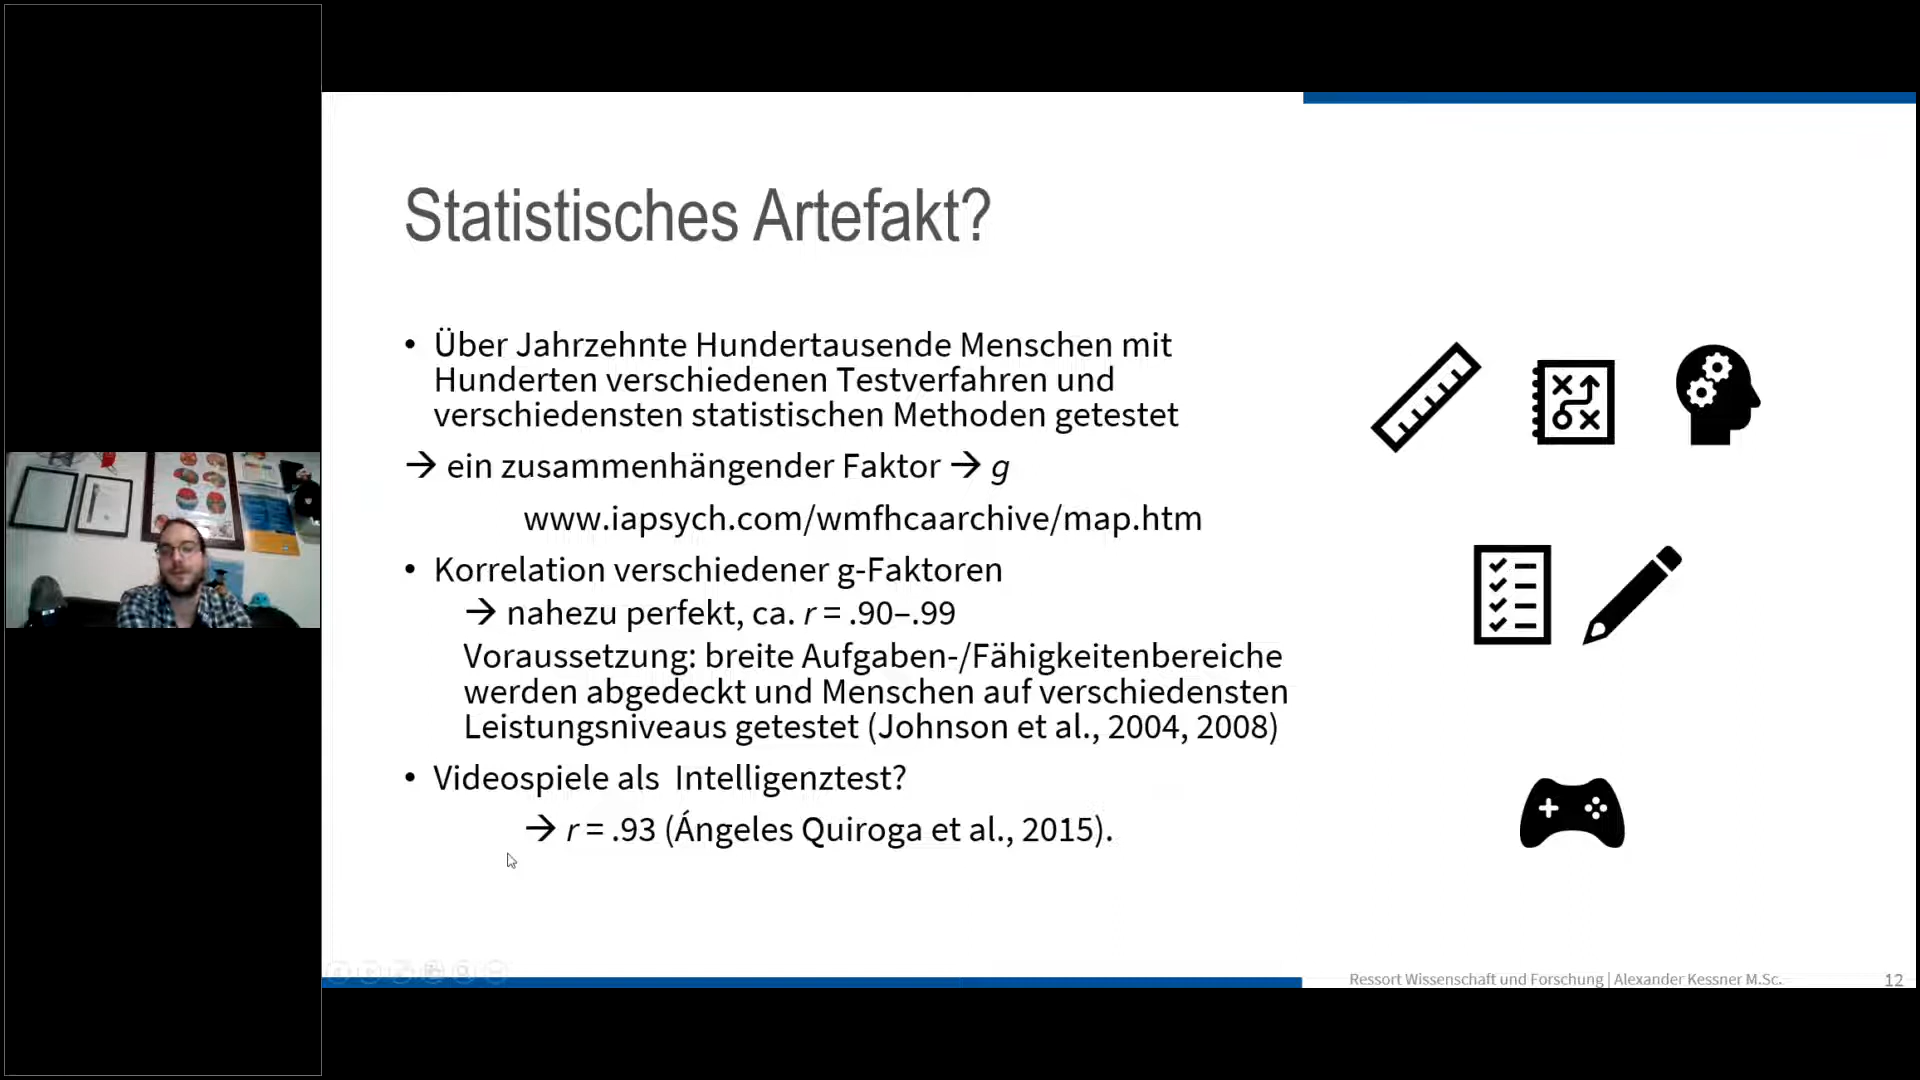 Statistisches Artefakt?
• Über Jahrzehnte Hundertausende Menschen mit
Hunderten verschiedenen Testverfahren und
verschiedensten statistischen Methoden getestet
→ ein zusammenhängender Faktor → g
www.iapsych.com/wmfhcaarchive/map.htm
• Korrelation verschiedener g-Faktoren
→ nahezu perfekt, ca. r = .90–.99
Voraussetzung: breite Aufgaben-/Fähigkeitenbereiche
werden abgedeckt und Menschen auf verschiedensten
Leistungsniveaus getestet (Johnson et al., 2004, 2008)
• Videospiele als  Intelligenztest?
→ r = .93 (Ángeles Quiroga et al., 2015).
Ressort Wissenschaft und Forschung | Alexander Kessner M.Sc.
12